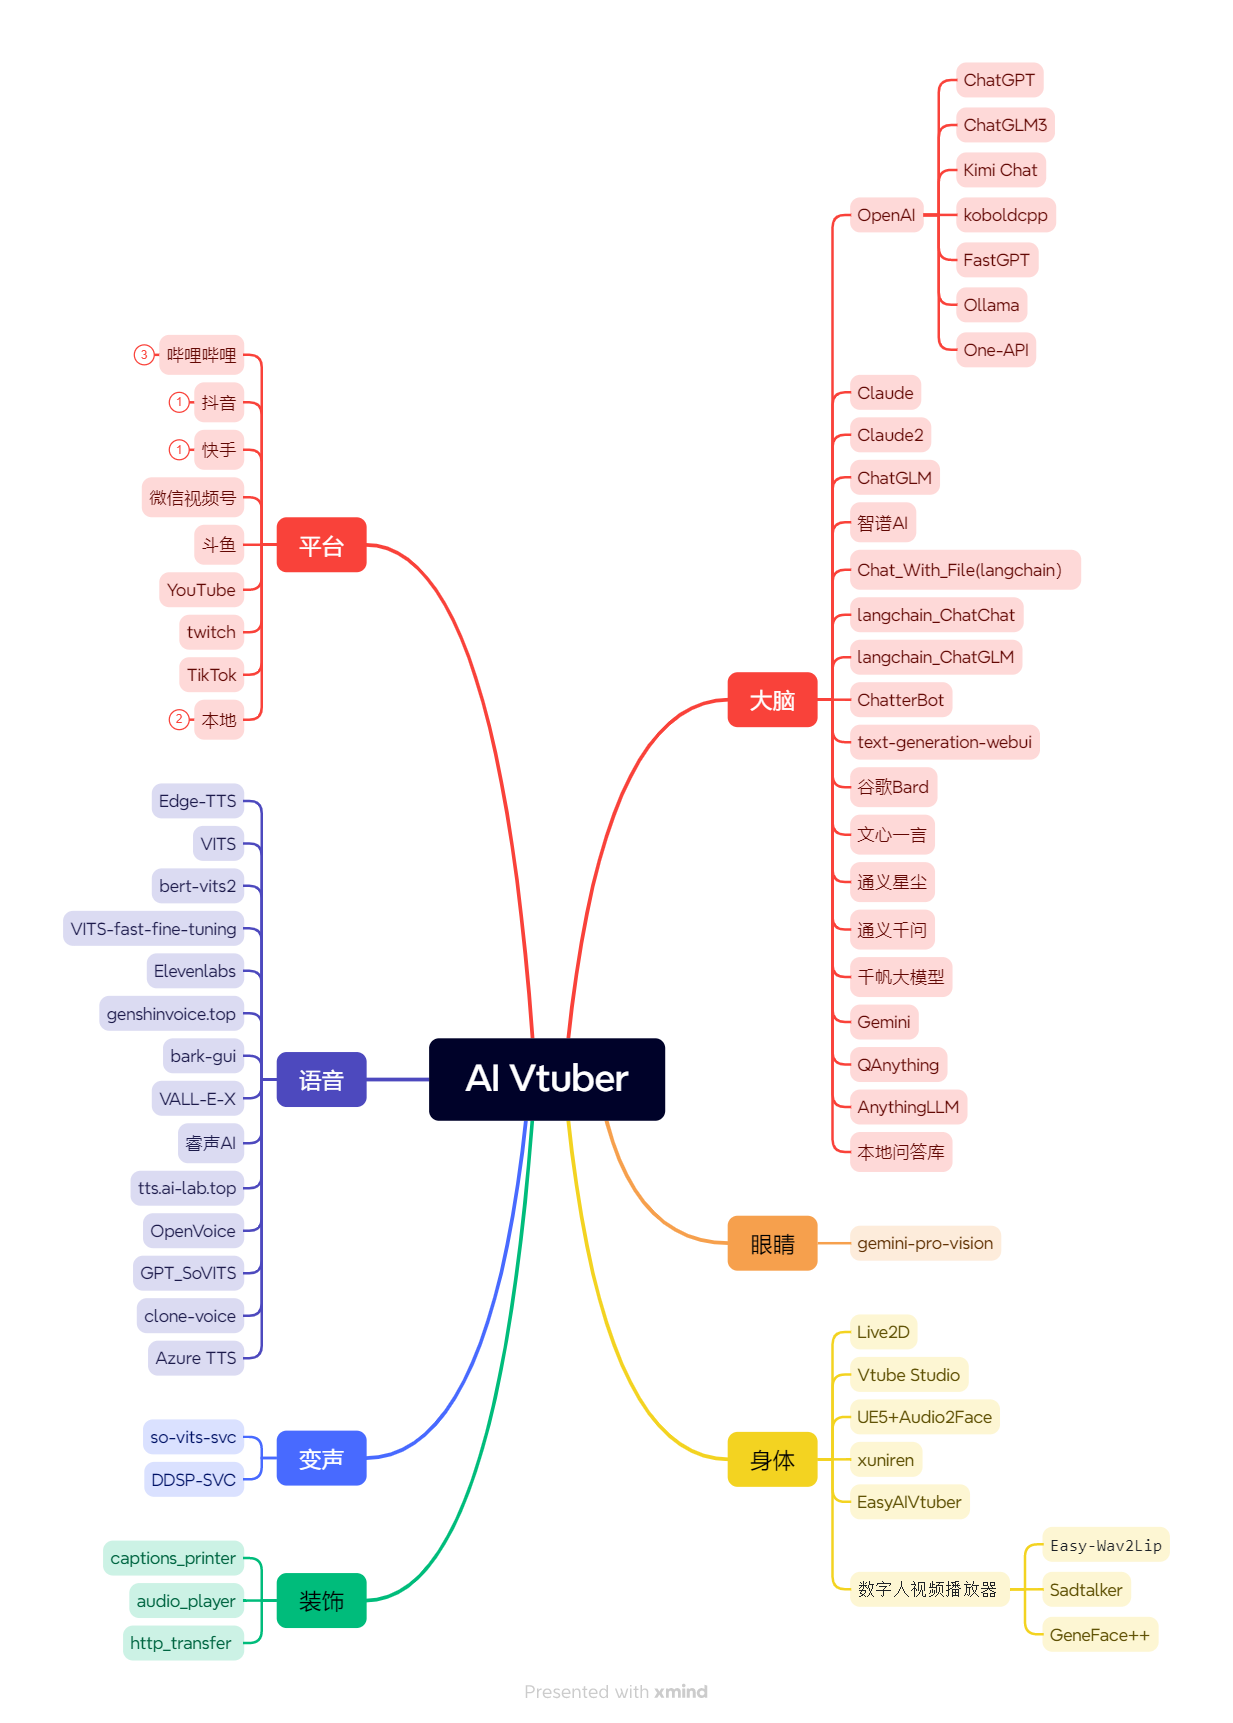 AI Vtuber
大脑
OpenAI
ChatGPT
ChatGLM3
Kimi Chat
koboldcpp
FastGPT
Ollama
One-API
Claude
Claude2
ChatGLM
智谱AI
Chat_With_File(langchain)
langchain_ChatChat
langchain_ChatGLM
ChatterBot
text-generation-webui
谷歌Bard
文心一言
通义星尘
通义千问
千帆大模型
Gemini
QAnything
AnythingLLM
本地问答库
眼睛
gemini-pro-vision
身体
Live2D
Vtube Studio
UE5+Audio2Face
xuniren
EasyAIVtuber
数字人视频播放器
Easy-Wav2Lip
Sadtalker
GeneFace++
平台
3 哔哩哔哩
1 抖音
1 快手
微信视频号
斗鱼
YouTube
twitch
TikTok
2 本地
语音
Edge-TTS
VITS
bert-vits2
VITS-fast-fine-tuning
Elevenlabs
genshinvoice.top
bark-gui
VALL-E-X
睿声AI
tts.ai-lab.top
OpenVoice
GPT_SoVITS
clone-voice
Azure TTS
变声
so-vits-svc
DDSP-SVC
装饰
captions_printer
audio_player
http_transfer
Presented with xmind